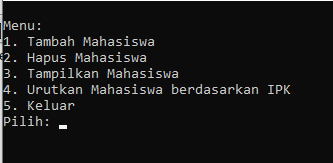 Menu:
1. Tambah Mahasiswa
2. Hapus Mahasiswa
3. Tampilkan Mahasiswa
4. Urutkan Mahasiswa berdasarkan IPK
5. Keluar
Pilih: